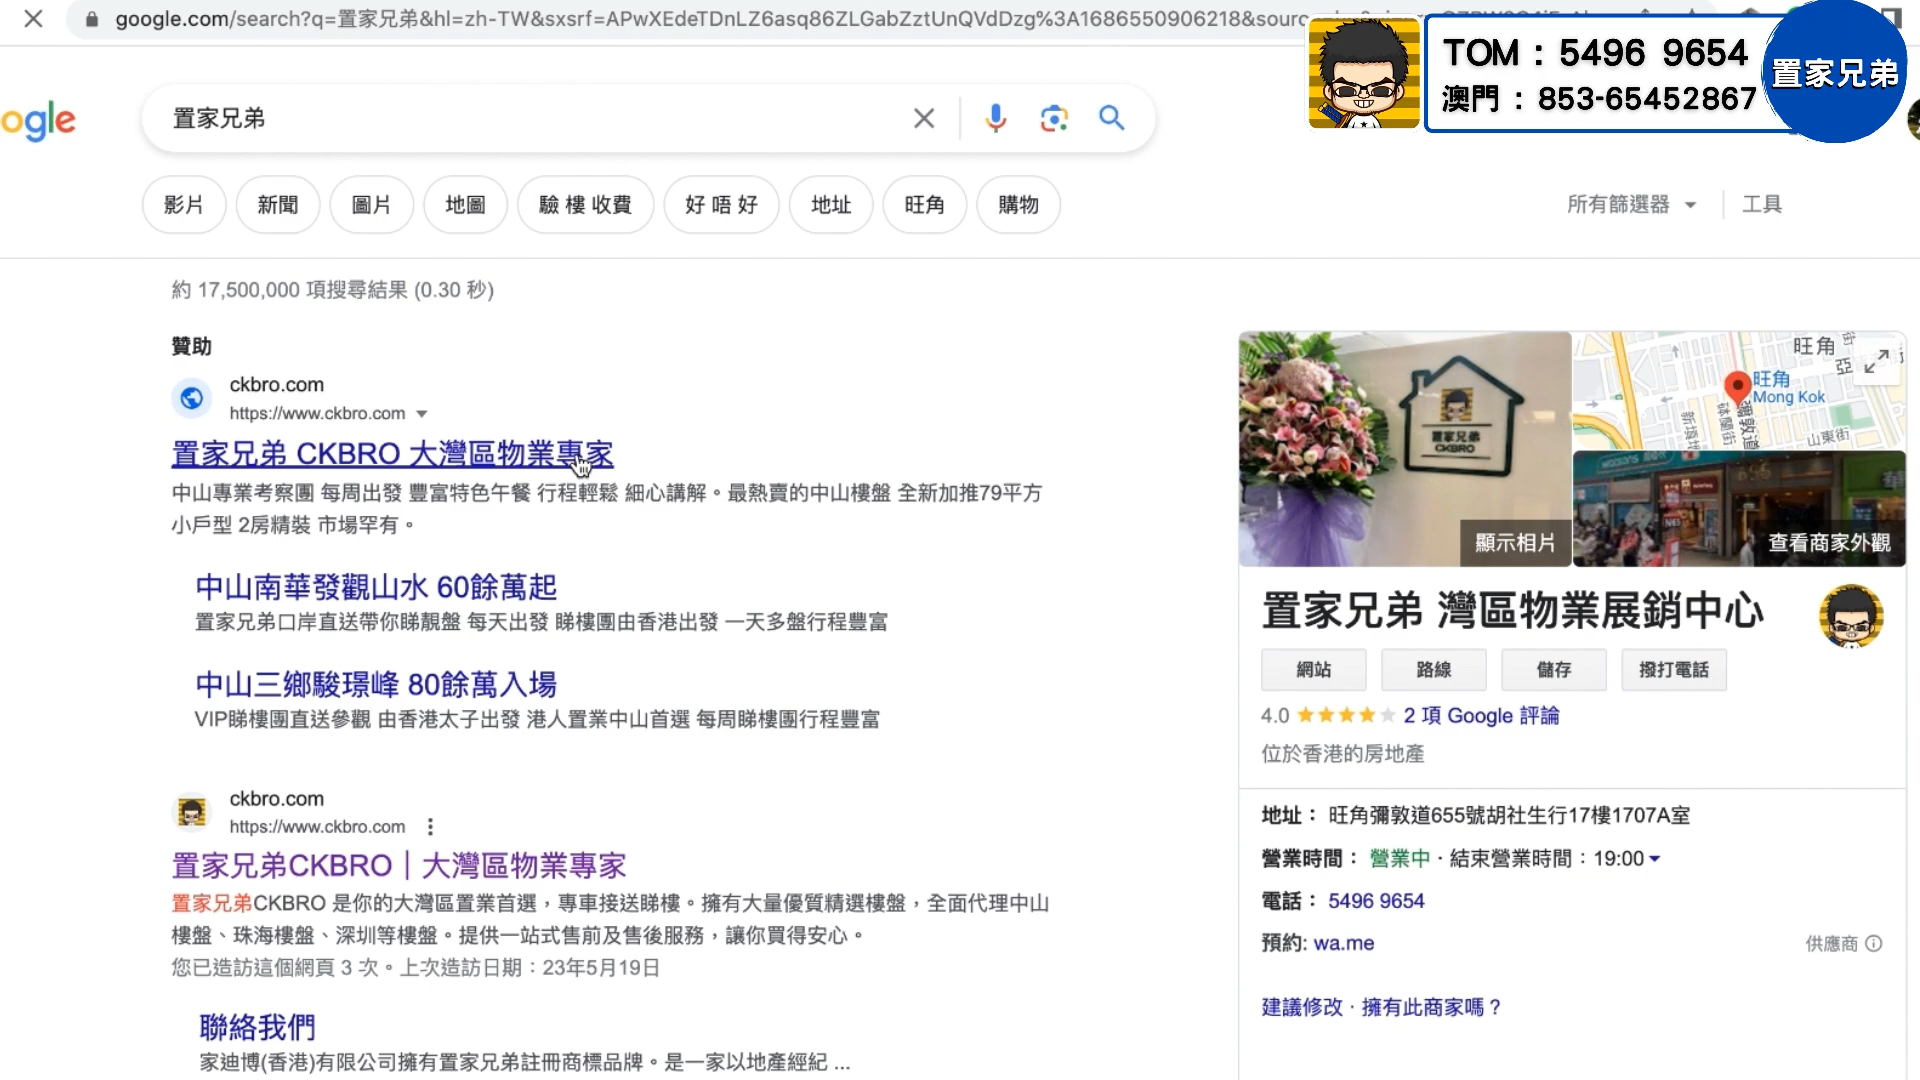 google.com/search?q=置家兄弟&hl=zh-TW&sxsrf=APwXEdeTDnLZ6asq86ZLGabZztUnQVdDzg%3A1686550906218&sourc
TOM : 5496 9654
澳門 : 853-65452867
置家兄弟
ogle
置家兄弟
影片
新聞
圖片
地圖
驗 樓 收費
好 唔 好
地址
旺角
購物
所有篩選器
工具
約 17,500,000 項搜尋結果 (0.30 秒)
贊助
ckbro.com
https://www.ckbro.com
置家兄弟 CKBRO 大灣區物業專家
中山專業考察團 每周出發 豐富特色午餐 行程輕鬆 細心講解。最熱賣的中山樓盤 全新加推79平方
小戶型 2房精裝 市場罕有。
中山南華發觀山水 60餘萬起
置家兄弟口岸直送帶你睇靚盤 每天出發 睇樓團由香港出發 一天多盤行程豐富
中山三鄉駿璟峰 80餘萬入場
VIP睇樓團直送參觀 由香港太子出發 港人置業中山首選 每周睇樓團行程豐富
ckbro.com
https://www.ckbro.com
置家兄弟CKBRO｜大灣區物業專家
置家兄弟CKBRO 是你的大灣區置業首選，專車接送睇樓。擁有大量優質精選樓盤，全面代理中山
樓盤、珠海樓盤、深圳等樓盤。提供一站式售前及售後服務，讓你買得安心。
您已造訪這個網頁 3 次。上次造訪日期：23年5月19日
聯絡我們
家迪博(香港)有限公司擁有置家兄弟註冊商標品牌。是一家以地產經紀 ...
置家兄弟
CKBRO
顯示相片
旺角
旺角
Mong Kok
彌敦道
山東街
查看商家外觀
置家兄弟 灣區物業展銷中心
網站
路線
儲存
撥打電話
4.0 2 項 Google 評論
位於香港的房地產
地址： 旺角彌敦道655號胡社生行17樓1707A室
營業時間： 營業中 · 結束營業時間：19:00
電話： 5496 9654
預約: wa.me
供應商
建議修改 · 擁有此商家嗎？